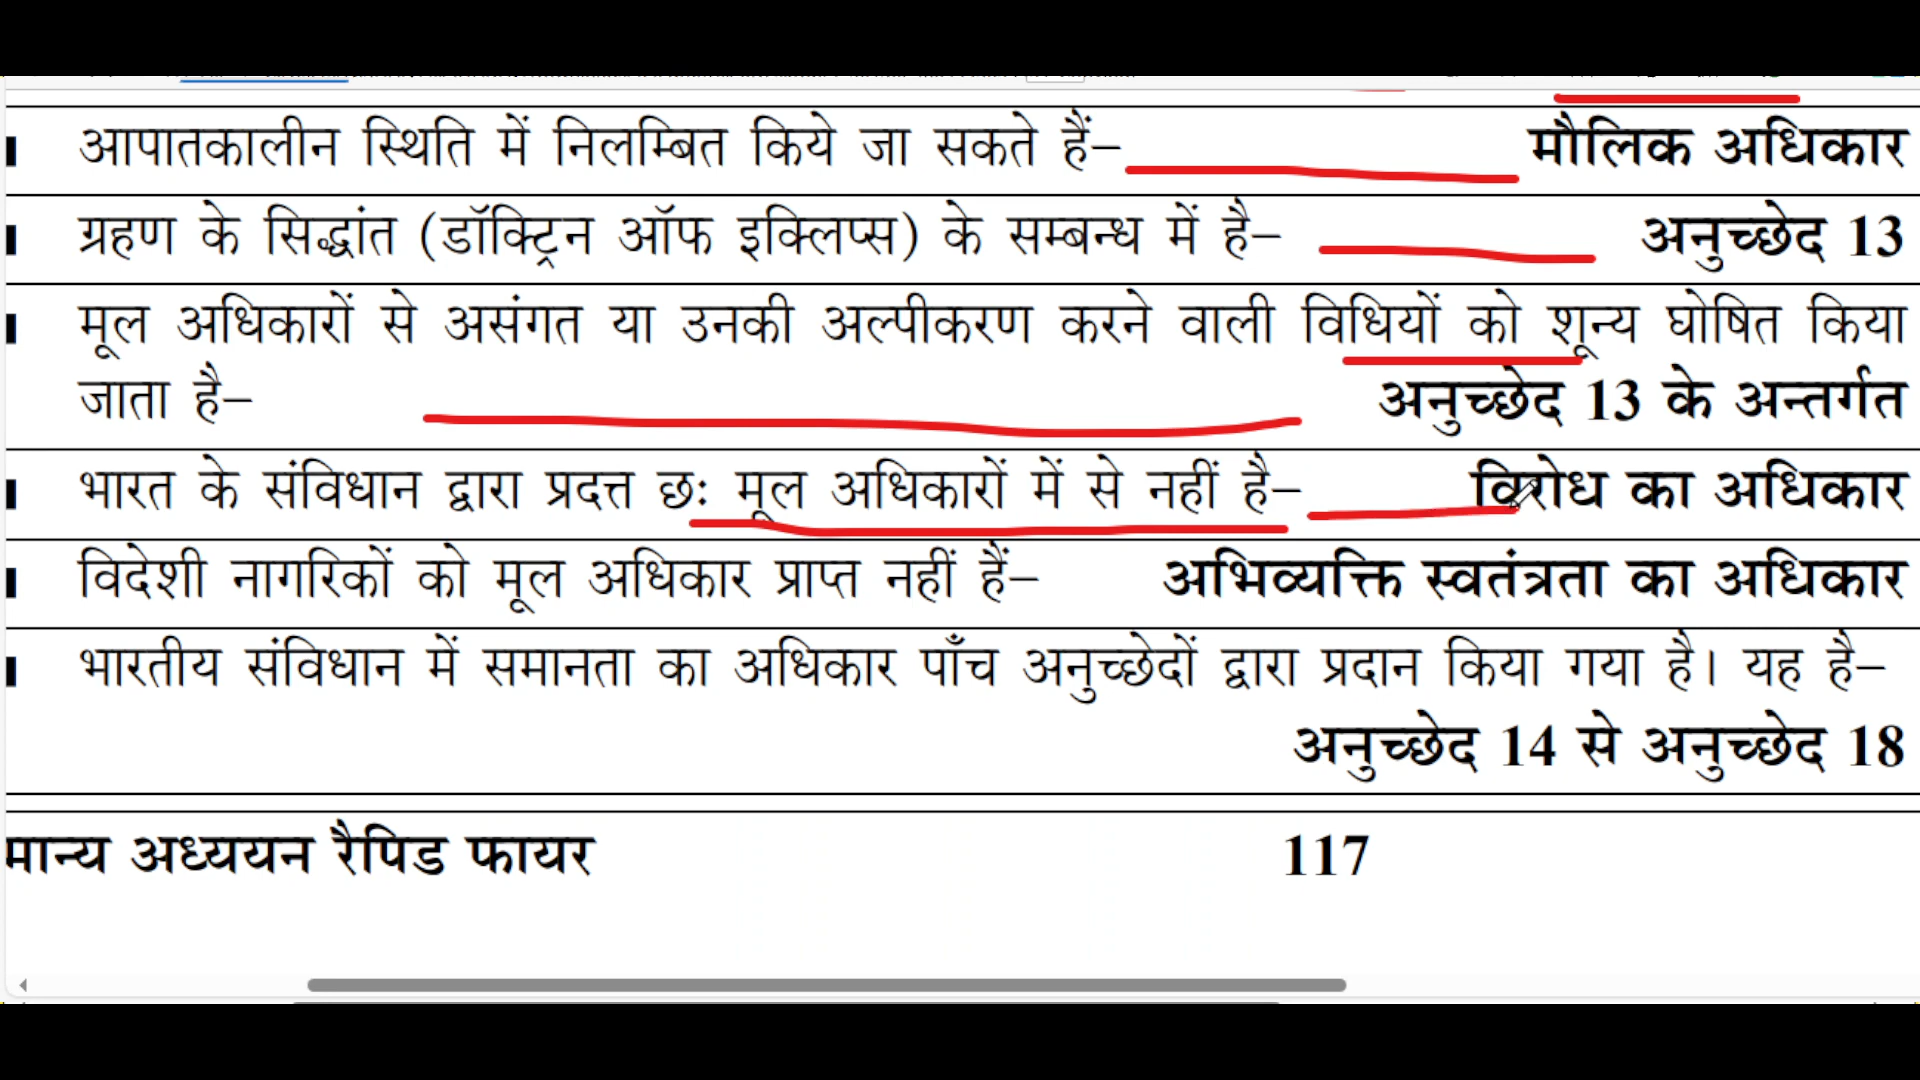 आपातकालीन स्थिति में निलम्बित किये जा सकते हैं– मौलिक अधिकार
ग्रहण के सिद्धांत (डॉक्ट्रिन ऑफ इक्लिप्स) के सम्बन्ध में है– अनुच्छेद 13
मूल अधिकारों से असंगत या उनकी अल्पीकरण करने वाली विधियों को शून्य घोषित किया
जाता है– अनुच्छेद 13 के अन्तर्गत
भारत के संविधान द्वारा प्रदत्त छः मूल अधिकारों में से नहीं है– विरोध का अधिकार
विदेशी नागरिकों को मूल अधिकार प्राप्त नहीं हैं– अभिव्यक्ति स्वतंत्रता का अधिकार
भारतीय संविधान में समानता का अधिकार पाँच अनुच्छेदों द्वारा प्रदान किया गया है। यह है–
अनुच्छेद 14 से अनुच्छेद 18
मान्य अध्ययन रैपिड फायर 117